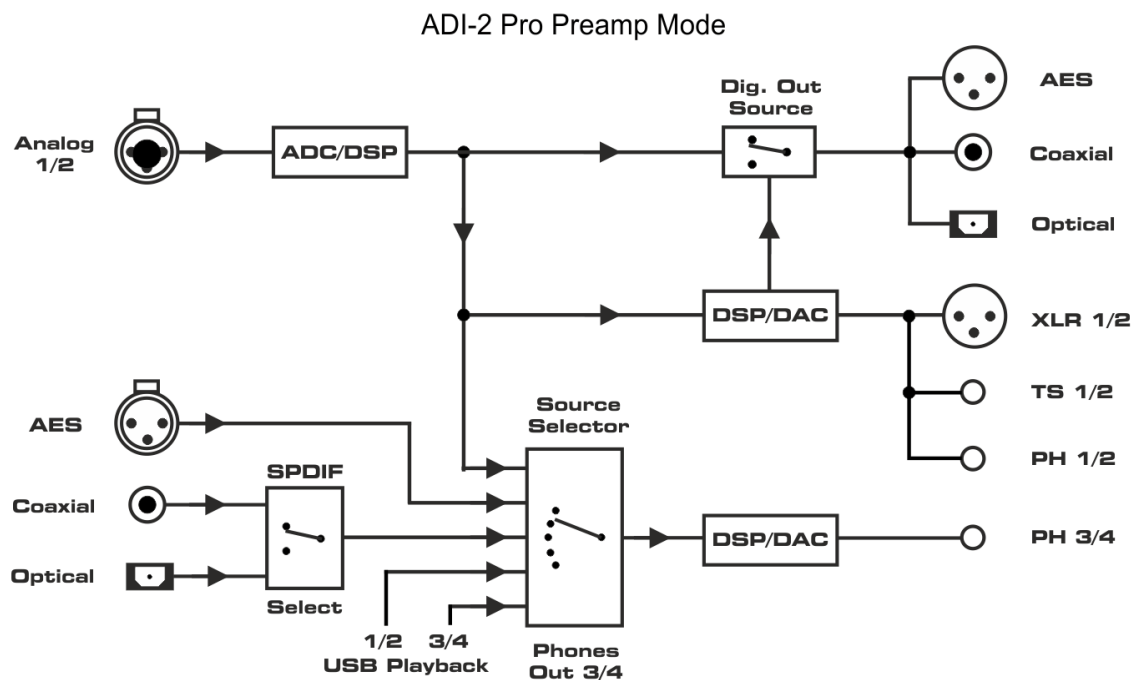 ADI-2 Pro Preamp Mode
Analog
1/2
ADC/DSP
Dig. Out
Source
AES
Coaxial
Optical
DSP/DAC
XLR 1/2
TS 1/2
PH 1/2
AES
Coaxial
Optical
SPDIF
Select
Source
Selector
1/2 3/4
USB Playback
Phones
Out 3/4
DSP/DAC
PH 3/4